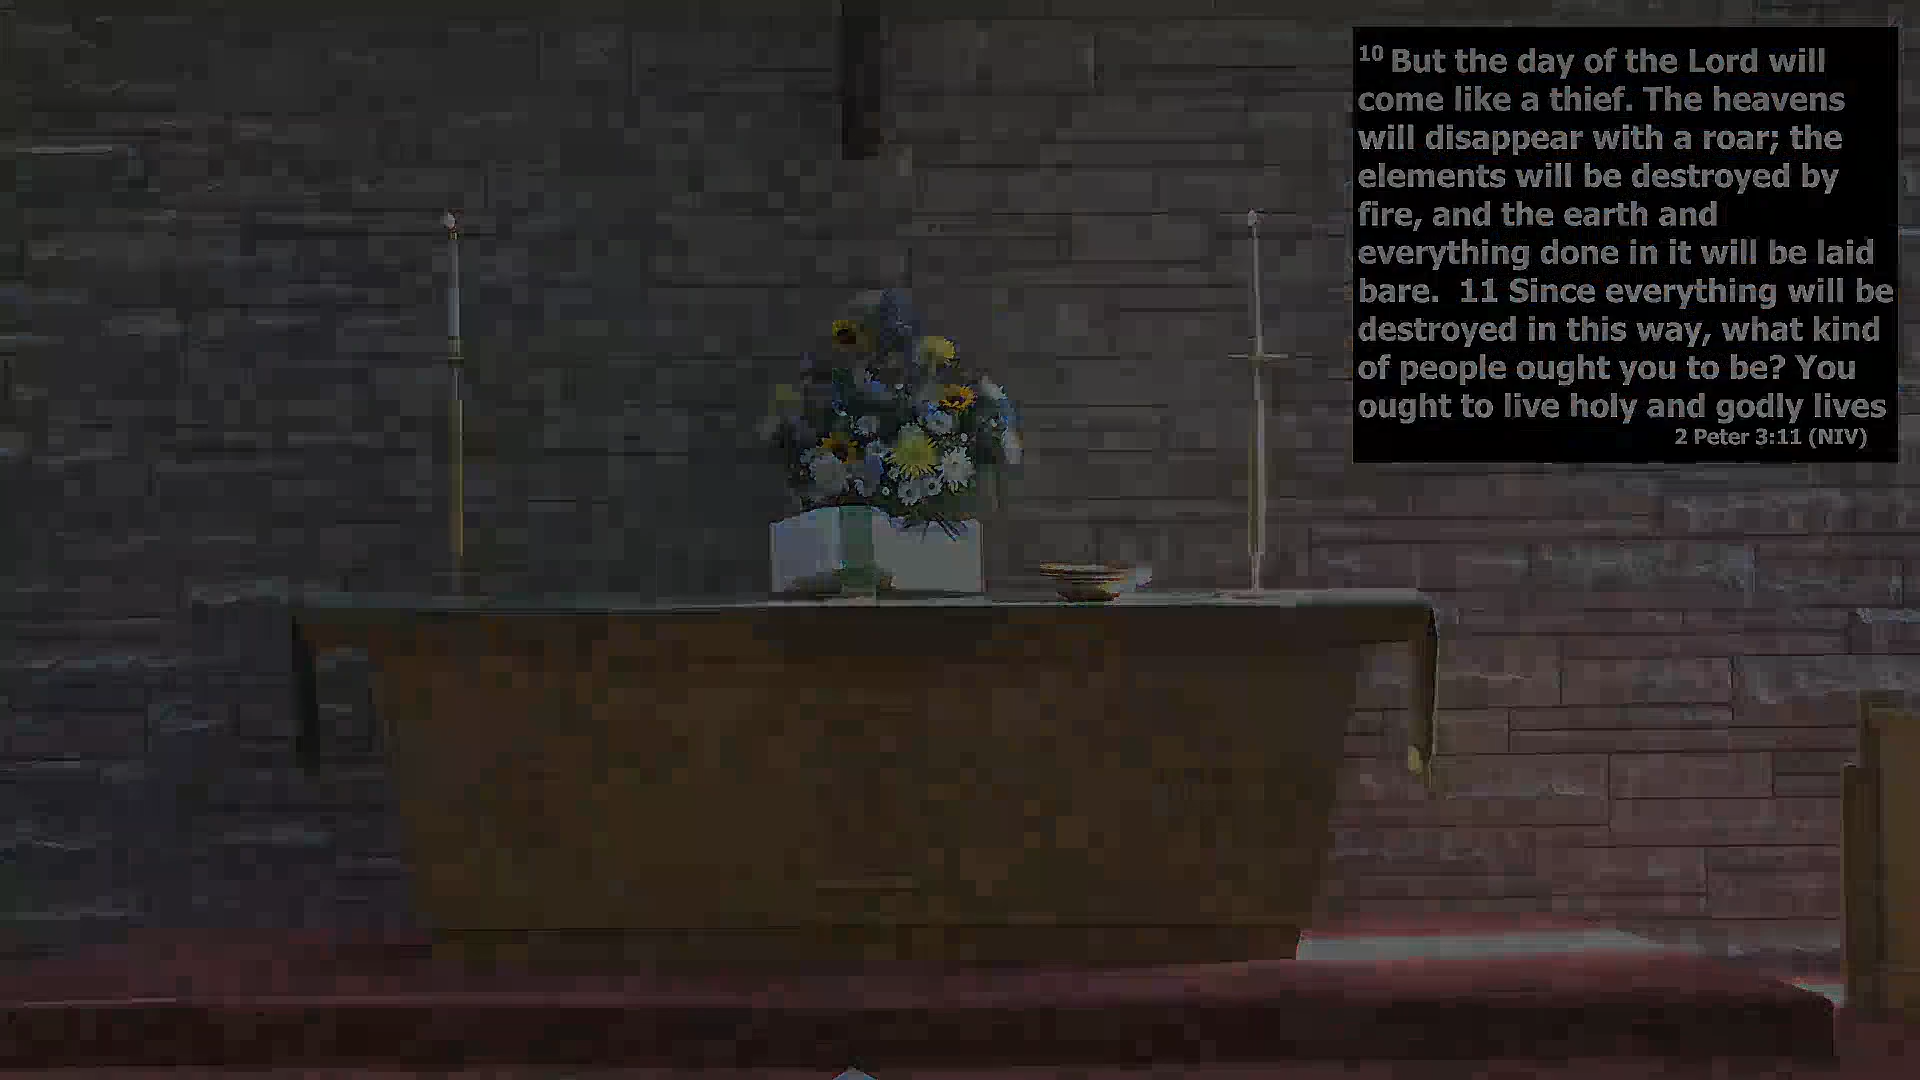 10 But the day of the Lord will
come like a thief. The heavens
will disappear with a roar; the
elements will be destroyed by
fire, and the earth and
everything done in it will be laid
bare.  11 Since everything will be
destroyed in this way, what kind
of people ought you to be? You
ought to live holy and godly lives
2 Peter 3:11 (NIV)